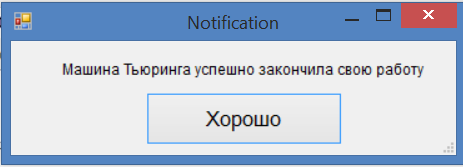 Notification
Машина Тьюринга успешно закончила свою работу
Хорошо